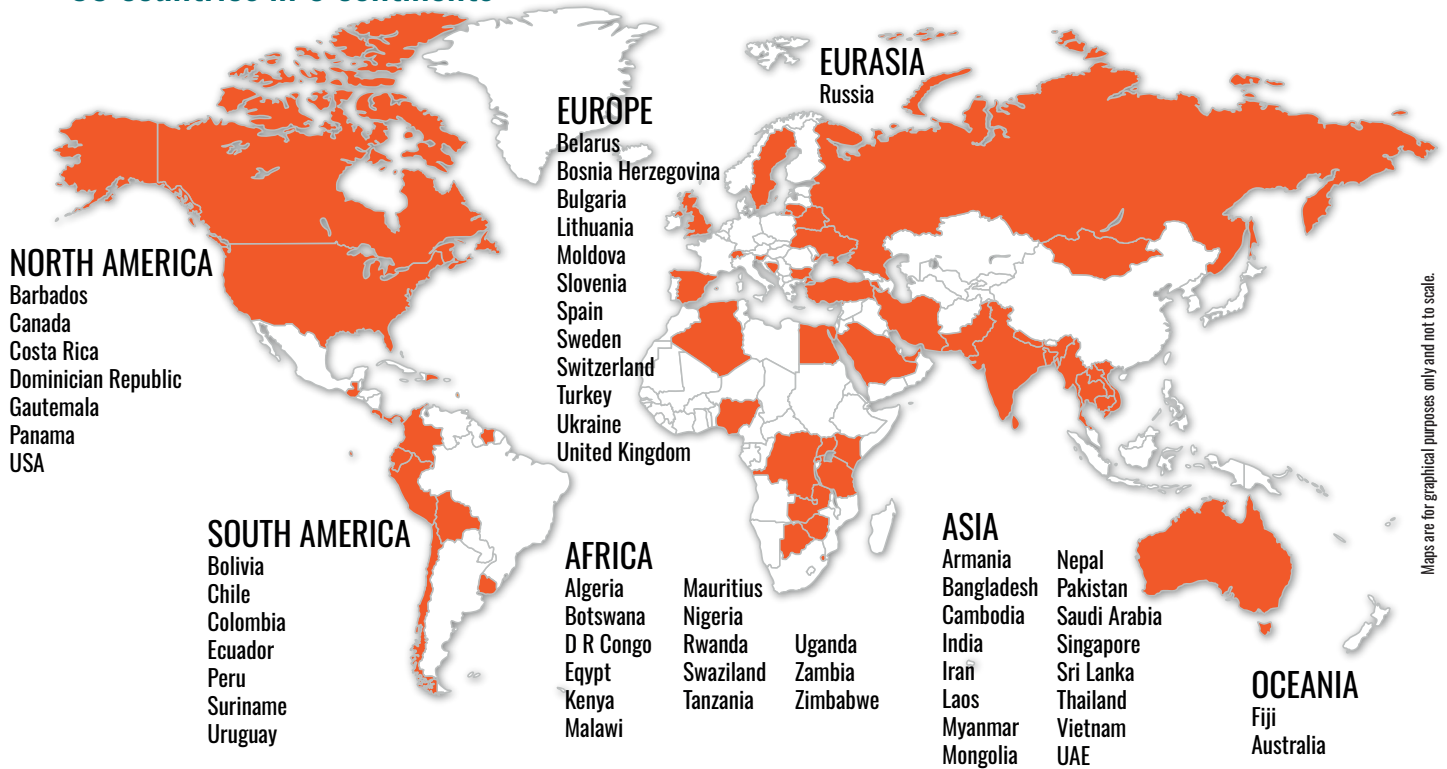 NORTH AMERICA
Barbados
Canada
Costa Rica
Dominician Republic
Gautemala
Panama
USA
SOUTH AMERICA
Bolivia
Chile
Colombia
Ecuador
Peru
Suriname
Uruguay
EUROPE
Belarus
Bosnia Herzegovina
Bulgaria
Lithuania
Moldova
Slovenia
Spain
Sweden
Switzerland
Turkey
Ukraine
United Kingdom
EURASIA
Russia
AFRICA
Algeria
Botswana
D R Congo
Eqypt
Kenya
Malawi
Mauritius
Nigeria
Rwanda
Swaziland
Tanzania
Uganda
Zambia
Zimbabwe
ASIA
Armania
Bangladesh
Cambodia
India
Iran
Laos
Myanmar
Mongolia
Nepal
Pakistan
Saudi Arabia
Singapore
Sri Lanka
Thailand
Vietnam
UAE
OCEANIA
Fiji
Australia
Maps are for graphical purposes only and not to scale.